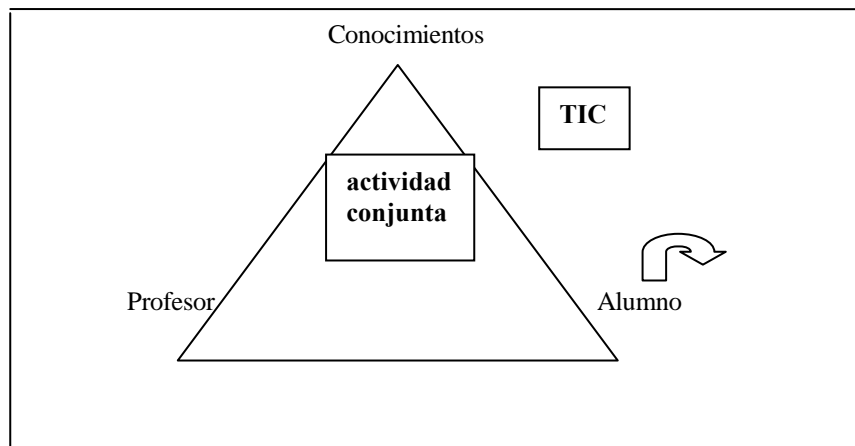 Conocimientos
TIC
actividad
conjunta
Profesor
Alumno